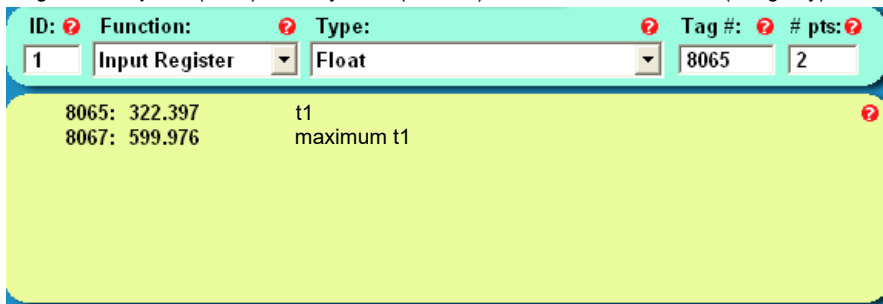 ID: Function: Type: Tag #: # pts:
1 Input Register Float 8065 2
8065: 322.397 t1
8067: 599.976 maximum t1